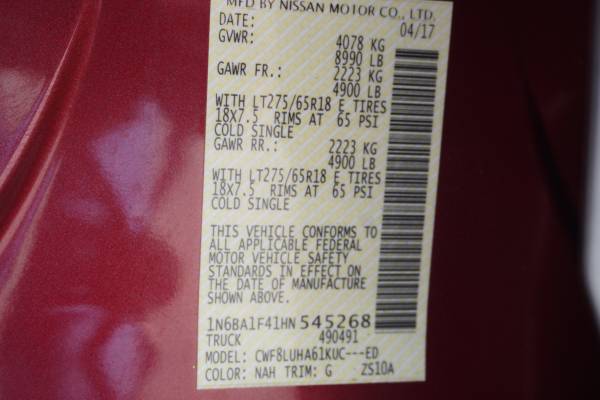 MFD BY NISSAN MOTOR CO., LTD.
DATE: 04/17
GVWR: 4078 KG
8990 LB
GAWR FR.: 2223 KG
4900 LB
WITH LT275/65R18 E TIRES
18X7.5 RIMS AT 65 PSI
COLD SINGLE
GAWR RR.: 2223 KG
4900 LB
WITH LT275/65R18 E TIRES
18X7.5 RIMS AT 65 PSI
COLD SINGLE
THIS VEHICLE CONFORMS TO
ALL APPLICABLE FEDERAL
MOTOR VEHICLE SAFETY
STANDARDS IN EFFECT ON
THE DATE OF MANUFACTURE
SHOWN ABOVE.
1N6BA1F41HN545268
TRUCK 490491
MODEL: CWF8LUHA61KUC---ED
COLOR: NAH TRIM: G ZS10A